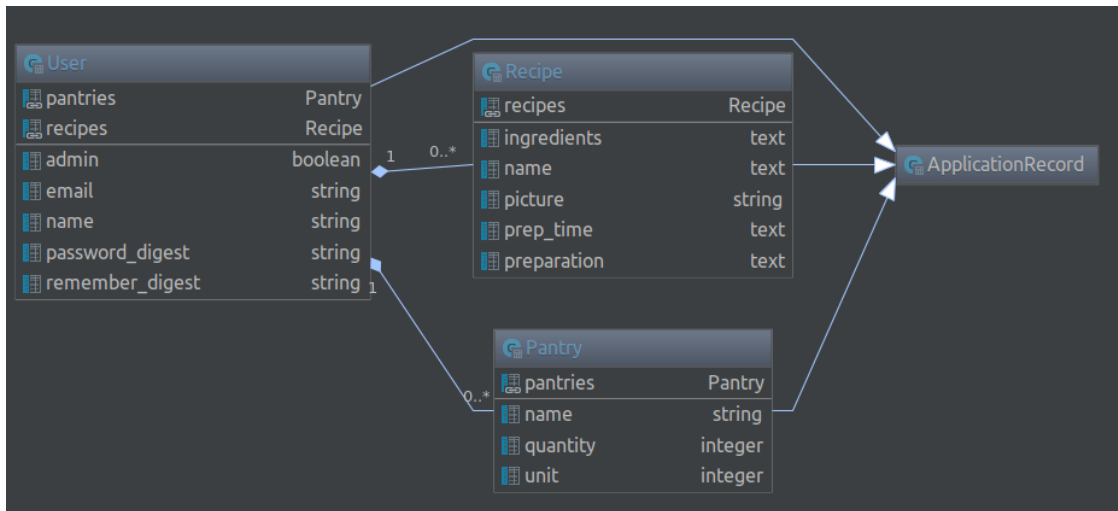 User
pantries Pantry
recipes Recipe
admin boolean
email string
name string
password_digest string
remember_digest string
1
0..*
1
0..*
Recipe
recipes Recipe
ingredients text
name text
picture string
prep_time text
preparation text
ApplicationRecord
Pantry
pantries Pantry
name string
quantity integer
unit integer